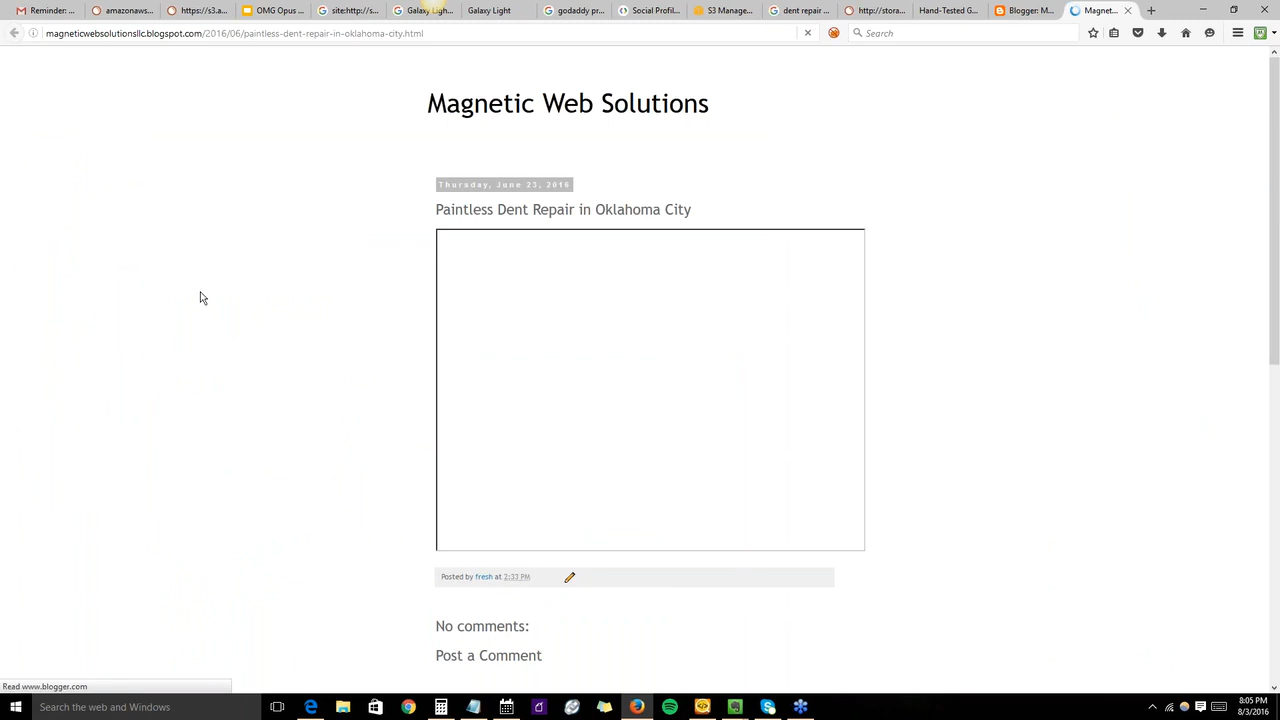 Reminder: ...
amazonaws...
https://s3.a...
OMG Opus ...
site:http://s...
Galaxy Light...
Galaxy Light
godaddy pr...
Social Profil...
S3 Manage...
dent repair ...
http://stora...
Hand-Tested G...
Blogger: M...
Magnet...
magneticwebsolutionsllc.blogspot.com/2016/06/paintless-dent-repair-in-oklahoma-city.html
Search
Magnetic Web Solutions
Thursday, June 23, 2016
Paintless Dent Repair in Oklahoma City
Posted by fresh at 2:33 PM
No comments:
Post a Comment
Read www.blogger.com
Search the web and Windows
8:05 PM
8/3/2016